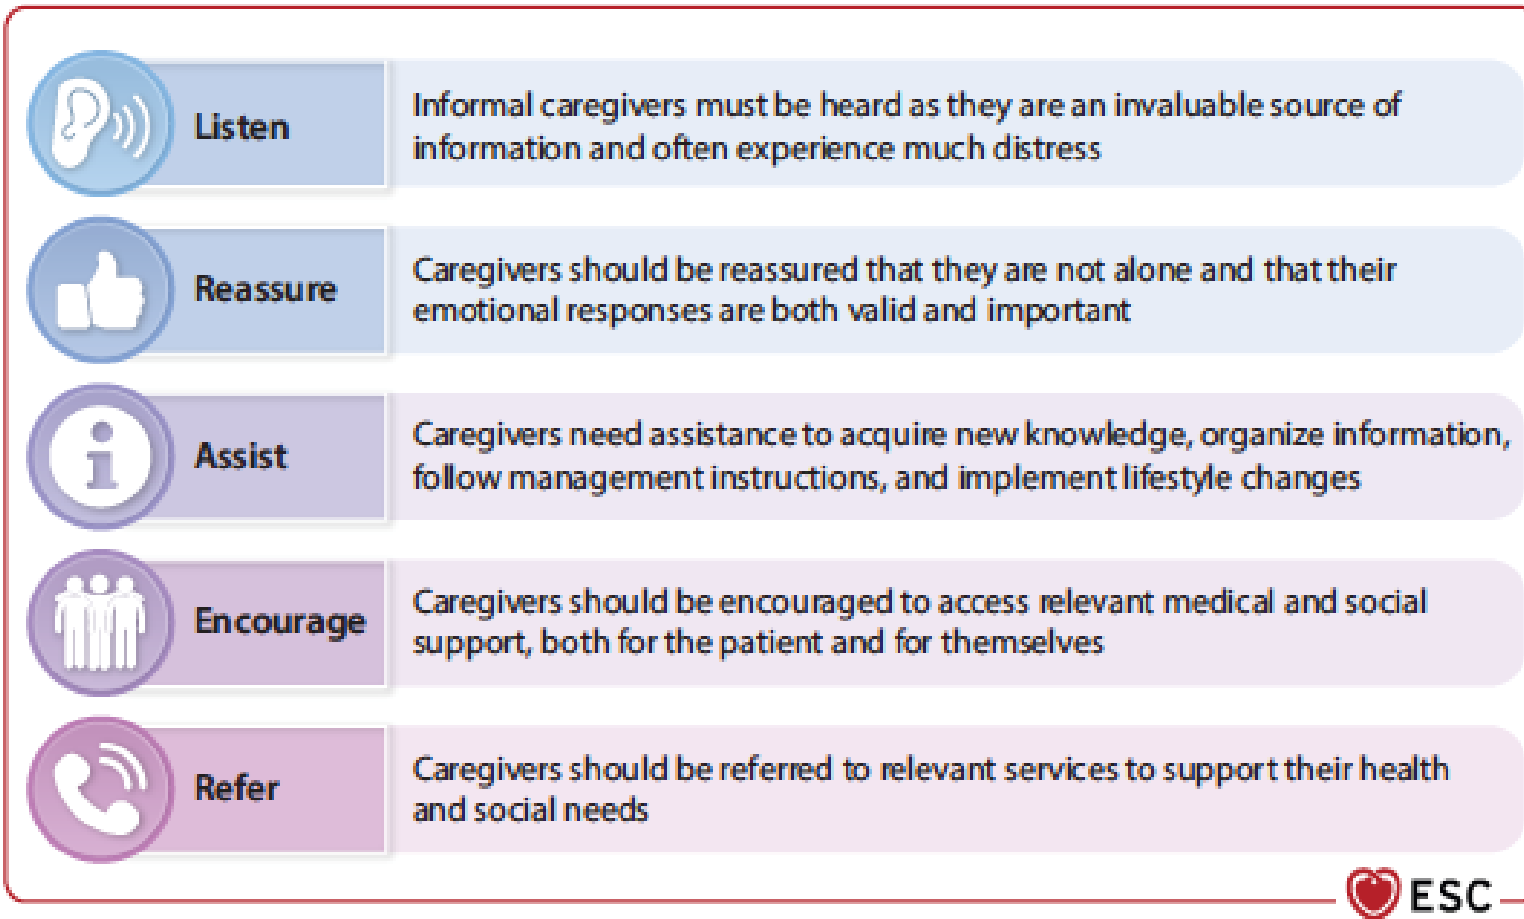 Listen
Informal caregivers must be heard as they are an invaluable source of
information and often experience much distress
Reassure
Caregivers should be reassured that they are not alone and that their
emotional responses are both valid and important
Assist
Caregivers need assistance to acquire new knowledge, organize information,
follow management instructions, and implement lifestyle changes
Encourage
Caregivers should be encouraged to access relevant medical and social
support, both for the patient and for themselves
Refer
Caregivers should be referred to relevant services to support their health
and social needs
ESC